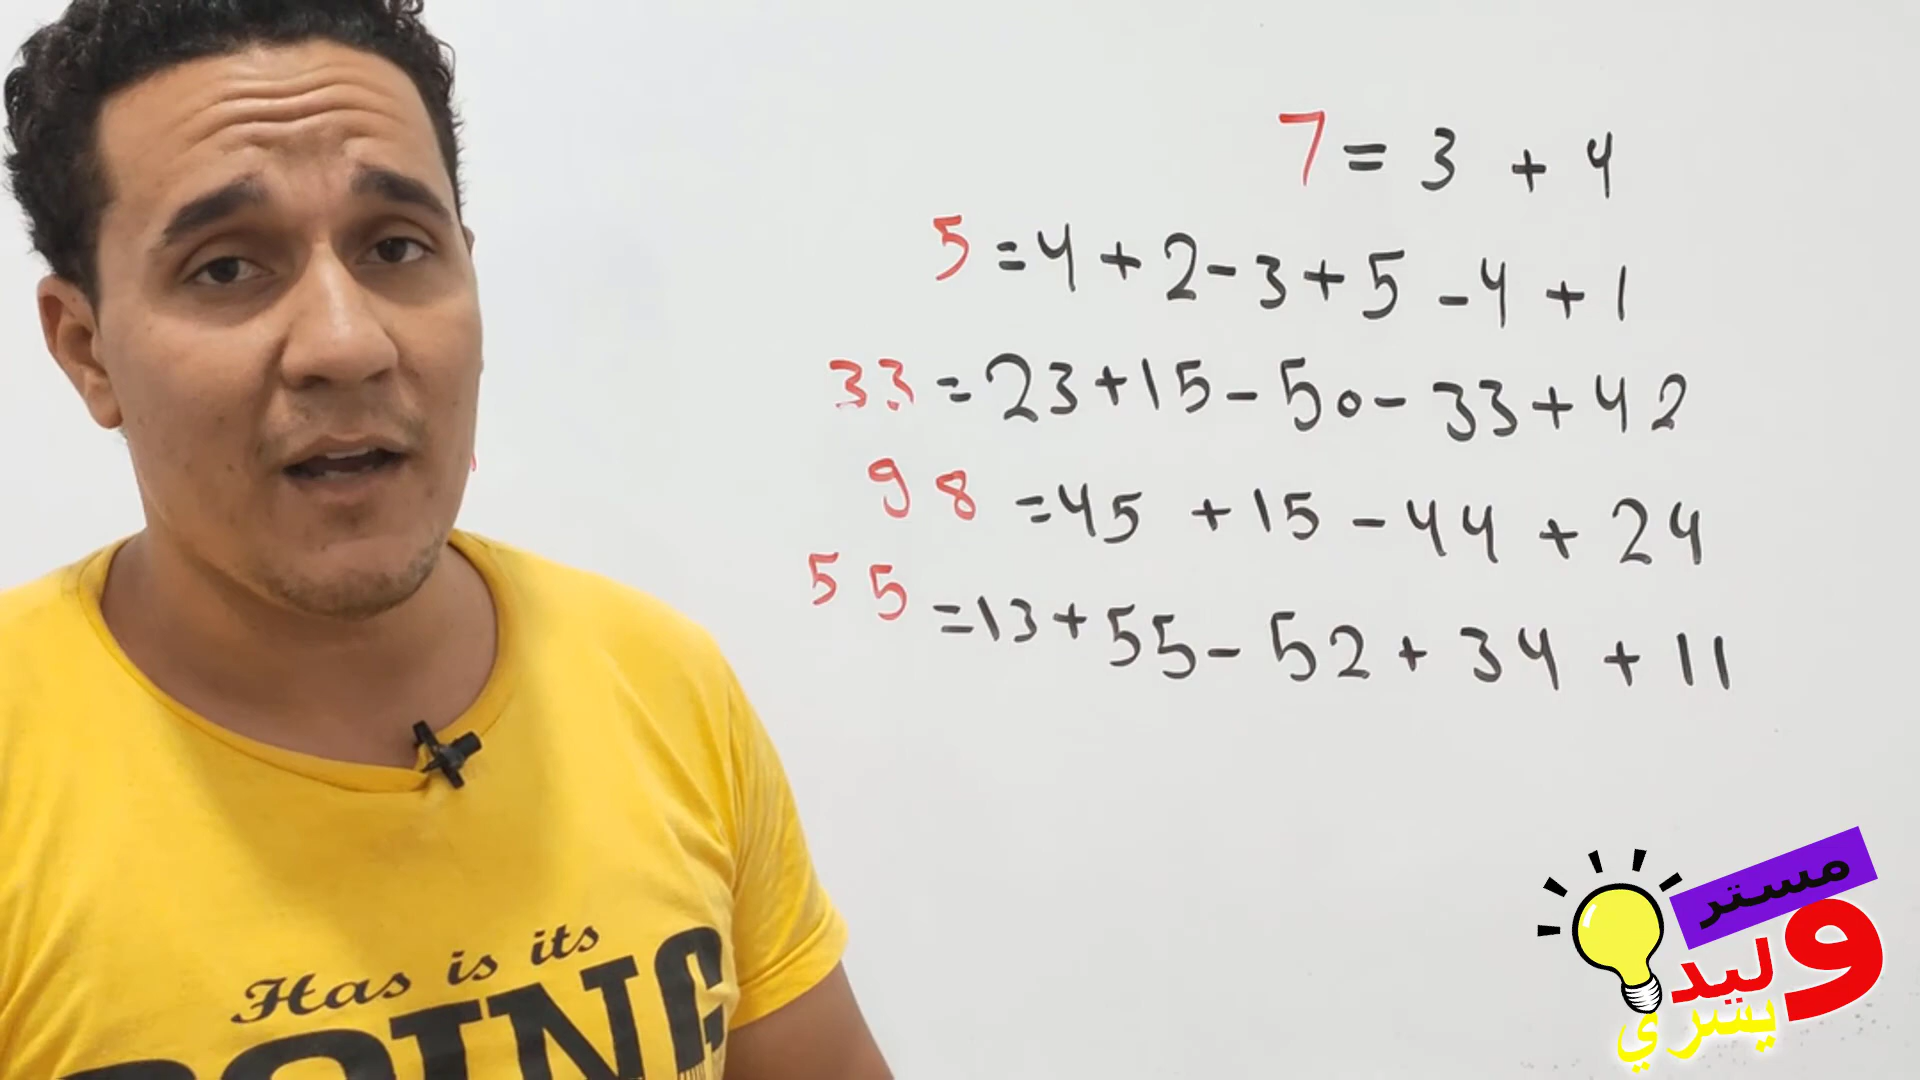 7 = 3 + 4
5 = 4 + 2 - 3 + 5 - 4 + 1
33 = 23 + 15 - 50 - 33 + 42
98 = 45 + 15 - 44 + 24
55 = 13 + 55 - 52 + 34 + 11
Has is its
مستر
وليد
يسري